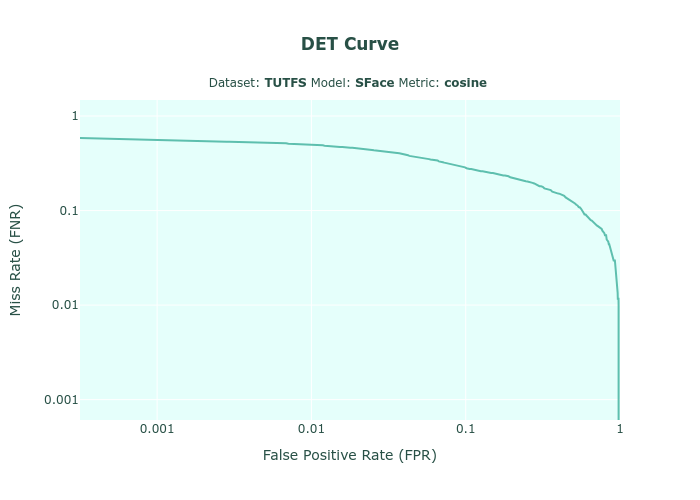 DET Curve
Dataset: TUTFS Model: SFace Metric: cosine
1
0.1
0.01
0.001
Miss Rate (FNR)
0.001
0.01
0.1
1
False Positive Rate (FPR)